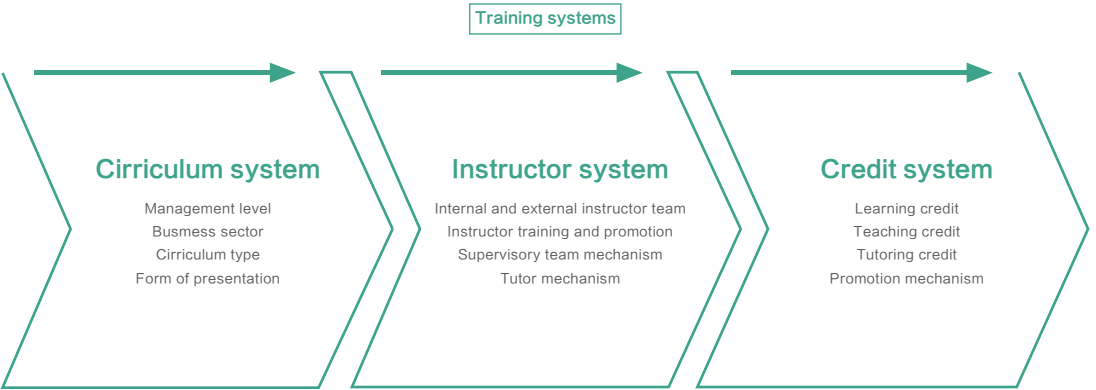 Training systems
Cirriculum system
Management level
Busmess sector
Cirriculum type
Form of presentation
Instructor system
Internal and external instructor team
Instructor training and promotion
Supervisory team mechanism
Tutor mechanism
Credit system
Learning credit
Teaching credit
Tutoring credit
Promotion mechanism